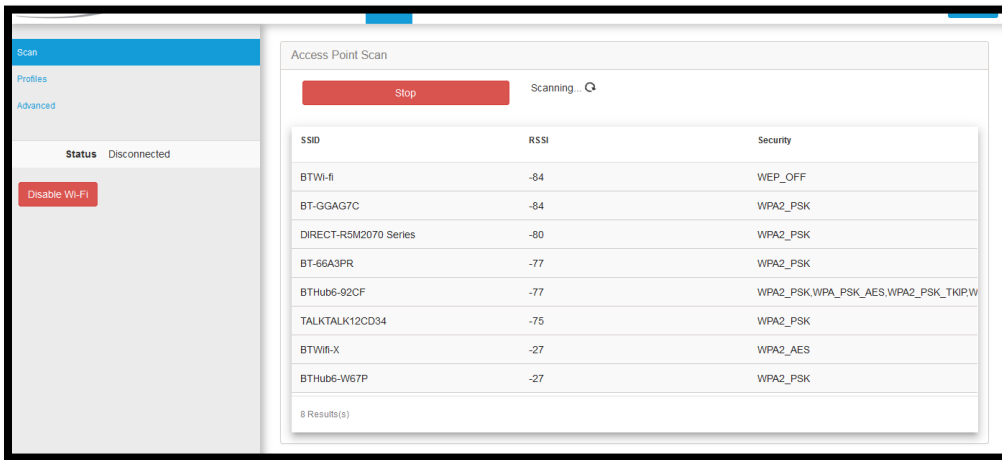 Scan
Profiles
Advanced
Status Disconnected
Disable Wi-Fi
Access Point Scan
Stop Scanning...
SSID RSSI Security
BTWi-fi -84 WEP_OFF
BT-GGAG7C -84 WPA2_PSK
DIRECT-R5M2070 Series -80 WPA2_PSK
BT-66A3PR -77 WPA2_PSK
BTHub6-92CF -77 WPA2_PSK,WPA_PSK_AES,WPA2_PSK_TKIP,W
TALKTALK12CD34 -75 WPA2_PSK
BTWifi-X -27 WPA2_AES
BTHub6-W67P -27 WPA2_PSK
8 Results(s)